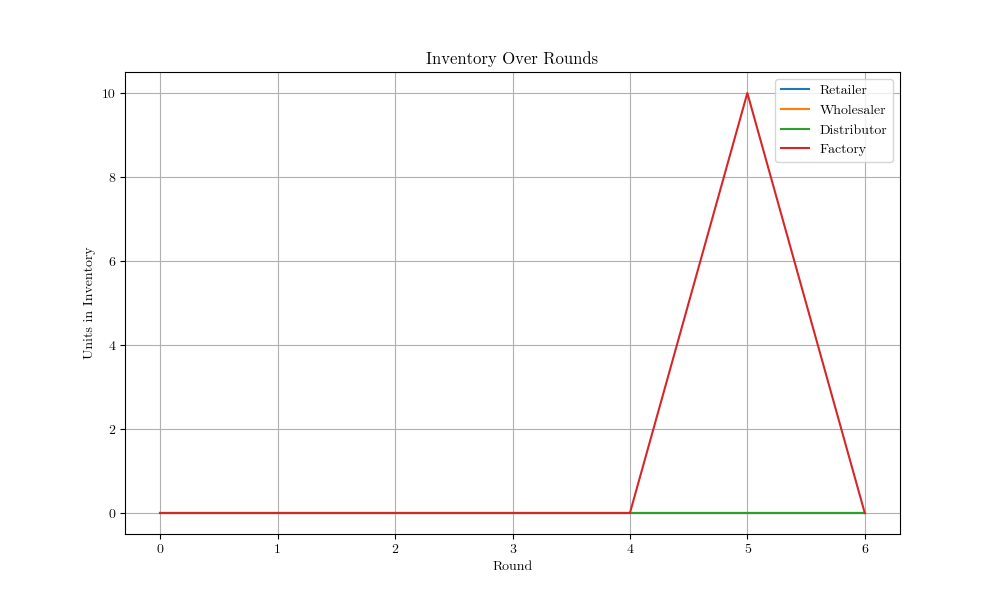 Inventory Over Rounds
Retailer
Wholesaler
Distributor
Factory
Units in Inventory
10
8
6
4
2
0
0 1 2 3 4 5 6
Round